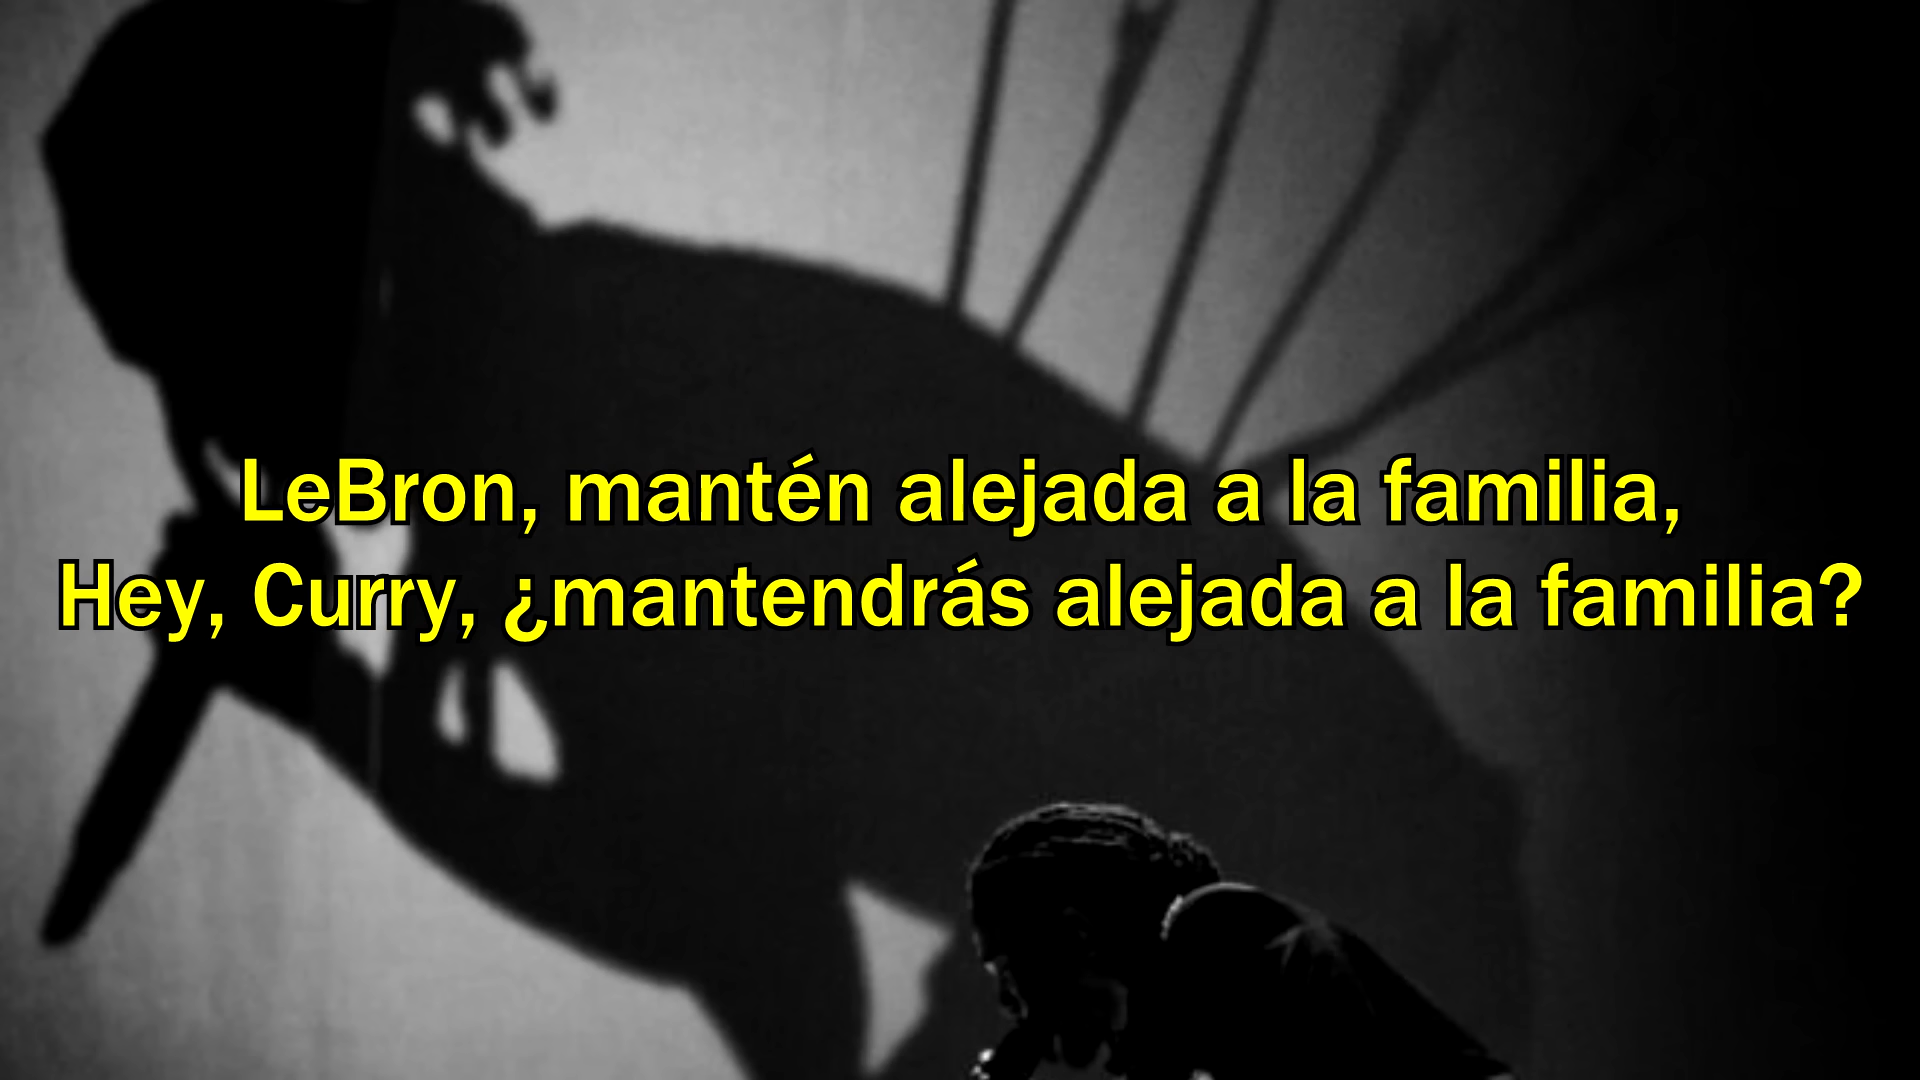 LeBron, mantén alejada a la familia,
Hey, Curry, ¿mantendrás alejada a la familia?